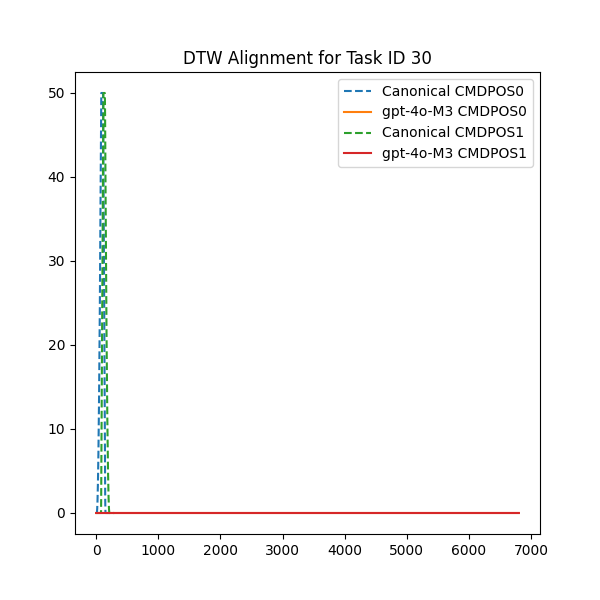 DTW Alignment for Task ID 30
Canonical CMDPOS0
gpt-4o-M3 CMDPOS0
Canonical CMDPOS1
gpt-4o-M3 CMDPOS1
50
40
30
20
10
0
0 1000 2000 3000 4000 5000 6000 7000